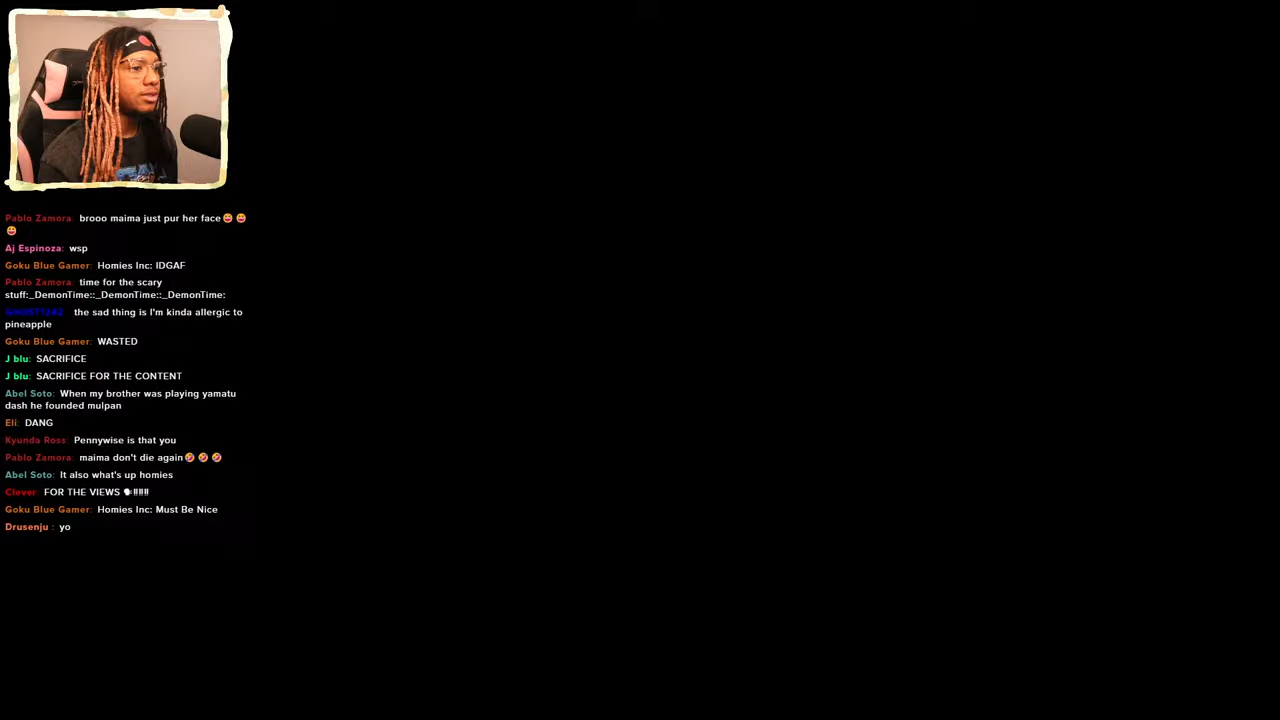 Pablo Zamora: brooo maima just pur her face😝 😝
😝
Aj Espinoza: wsp
Goku Blue Gamer: Homies Inc: IDGAF
Pablo Zamora: time for the scary
stuff:_DemonTime::_DemonTime::_DemonTime:
the sad thing is I'm kinda allergic to
pineapple
Goku Blue Gamer: WASTED
J blu: SACRIFICE
J blu: SACRIFICE FOR THE CONTENT
Abel Soto: When my brother was playing yamatu
dash he founded mulpan
Eli: DANG
Kyunda Ross: Pennywise is that you
Pablo Zamora: maima don't die again🤣 🤣 🤣
Abel Soto: It also what's up homies
Clever: FOR THE VIEWS 🗣‼‼‼
Goku Blue Gamer: Homies Inc: Must Be Nice
Drusenju : yo